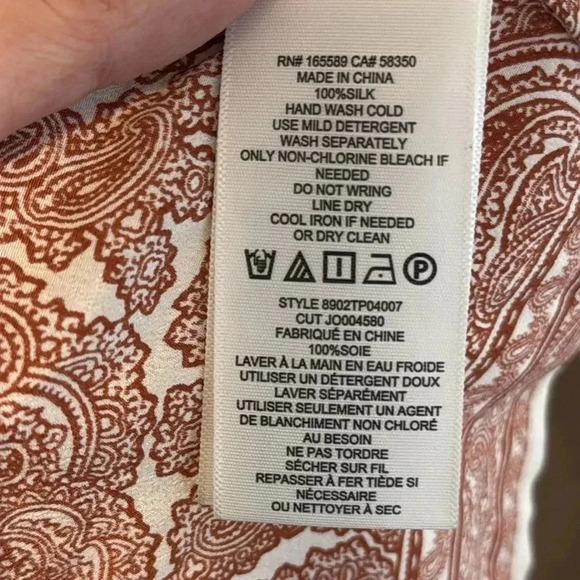 RN# 165589 CA# 58350
MADE IN CHINA
100%SILK
HAND WASH COLD
USE MILD DETERGENT
WASH SEPARATELY
ONLY NON-CHLORINE BLEACH IF
NEEDED
DO NOT WRING
LINE DRY
COOL IRON IF NEEDED
OR DRY CLEAN
P
STYLE 8902TP04007
CUT JO004580
FABRIQUÉ EN CHINE
100%SOIE
LAVER À LA MAIN EN EAU FROIDE
UTILISER UN DÉTERGENT DOUX
LAVER SÉPARÉMENT
UTILISER SEULEMENT UN AGENT
DE BLANCHIMENT NON CHLORÉ
AU BESOIN
NE PAS TORDRE
SÉCHER SUR FIL
REPASSER À FER TIÈDE SI
NÉCESSAIRE
OU NETTOYER À SEC